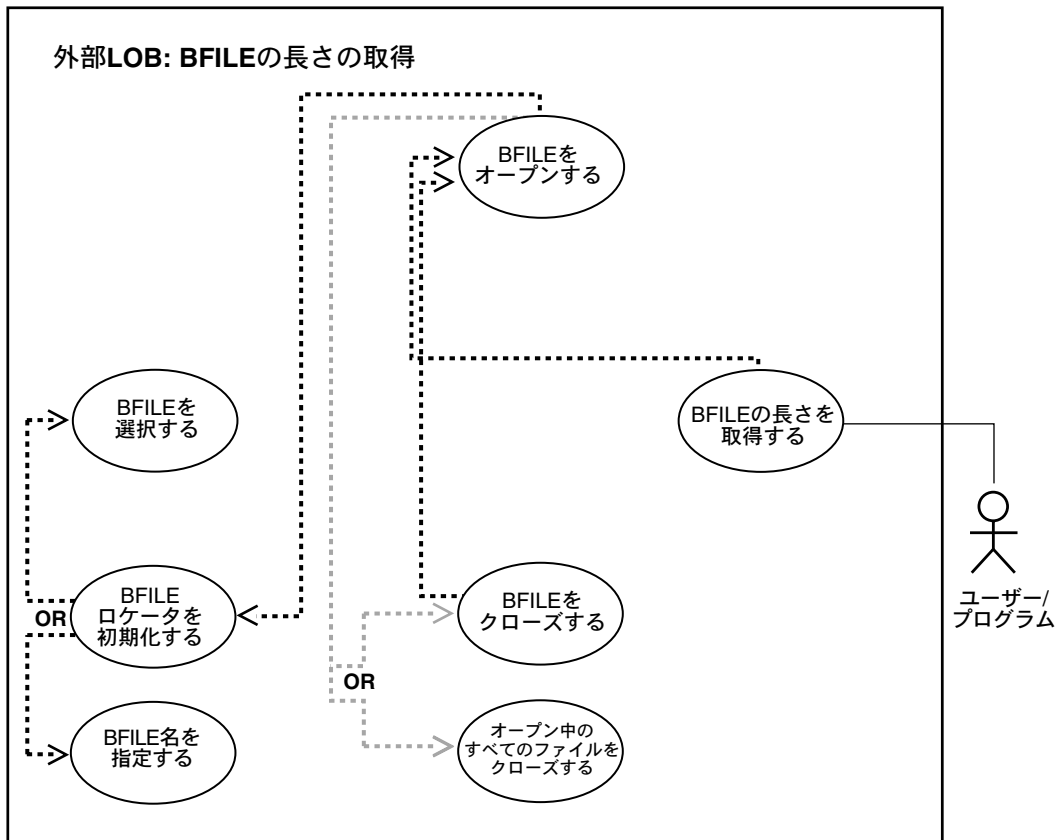 外部LOB: BFILEの長さの取得
BFILEを
オープンする
BFILEを
選択する
BFILEの長さを
取得する
BFILE
ロケータを
初期化する
OR
BFILEを
クローズする
ユーザー/
プログラム
OR
BFILE名を
指定する
オープン中の
すべてのファイルを
クローズする